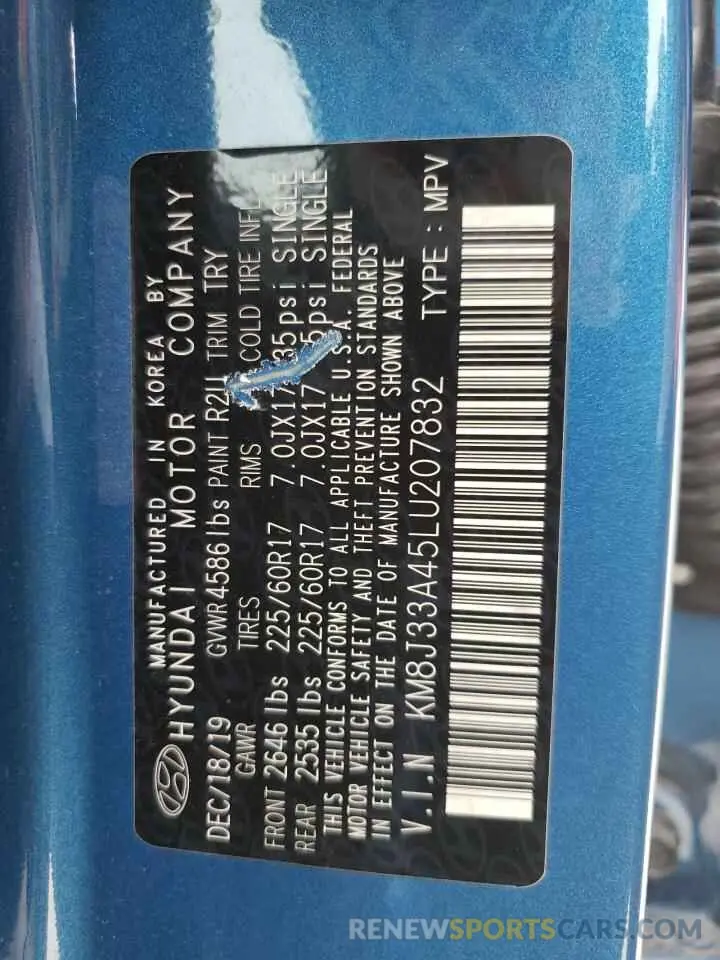 MANUFACTURED IN KOREA BY
HYUNDAI MOTOR COMPANY
DEC/18/19 GVWR 4586 lbs PAINT TRIM TRY
GAWR TIRES RIMS COLD TIRE
FRONT 2646 lbs 225/60R17 7.0JX17 35psi SINGLE
REAR 2535 lbs 225/60R17 7.0JX17 SINGLE
THIS VEHICLE CONFORMS TO ALL APPLICABLE U.S.A. FEDERAL
MOTOR VEHICLE SAFETY AND THEFT PREVENTION STANDARDS
IN EFFECT ON THE DATE OF MANUFACTURE SHOWN ABOVE
V.I.N KM8J33A45LU207832 TYPE : MPV
RENEWSPORTSCARS.COM